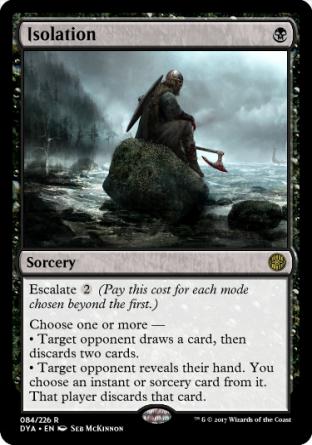 Isolation
Sorcery
Escalate 2 (Pay this cost for each mode
chosen beyond the first.)
Choose one or more —
• Target opponent draws a card, then
discards two cards.
• Target opponent reveals their hand. You
choose an instant or sorcery card from it.
That player discards that card.
084/226 R
DYA • EN Seb McKinnon
™ & © 2017 Wizards of the Coast